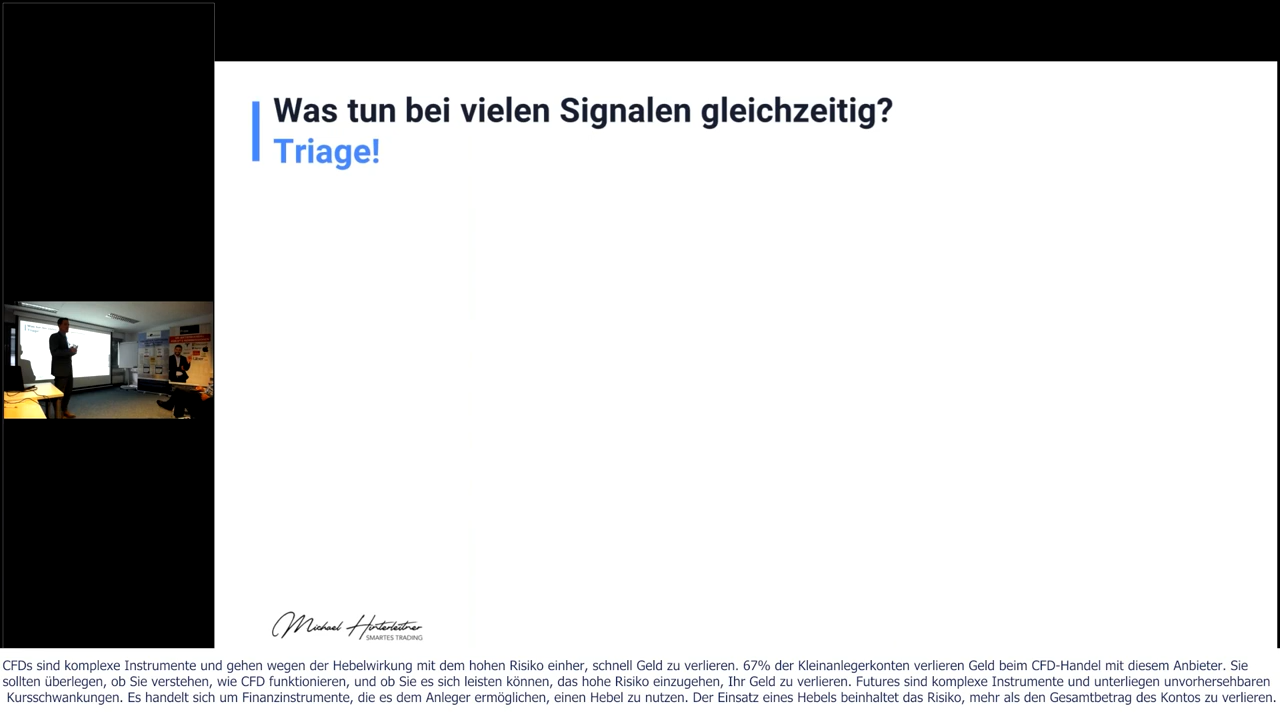 Was tun bei vielen Signalen gleichzeitig?
Triage!
Michael Hinterleitner
SMARTES TRADING
CFDs sind komplexe Instrumente und gehen wegen der Hebelwirkung mit dem hohen Risiko einher, schnell Geld zu verlieren. 67% der Kleinanlegerkonten verlieren Geld beim CFD-Handel mit diesem Anbieter. Sie
sollten überlegen, ob Sie verstehen, wie CFD funktionieren, und ob Sie es sich leisten können, das hohe Risiko einzugehen, Ihr Geld zu verlieren. Futures sind komplexe Instrumente und unterliegen unvorhersehbaren
Kursschwankungen. Es handelt sich um Finanzinstrumente, die es dem Anleger ermöglichen, einen Hebel zu nutzen. Der Einsatz eines Hebels beinhaltet das Risiko, mehr als den Gesamtbetrag des Kontos zu verlieren.